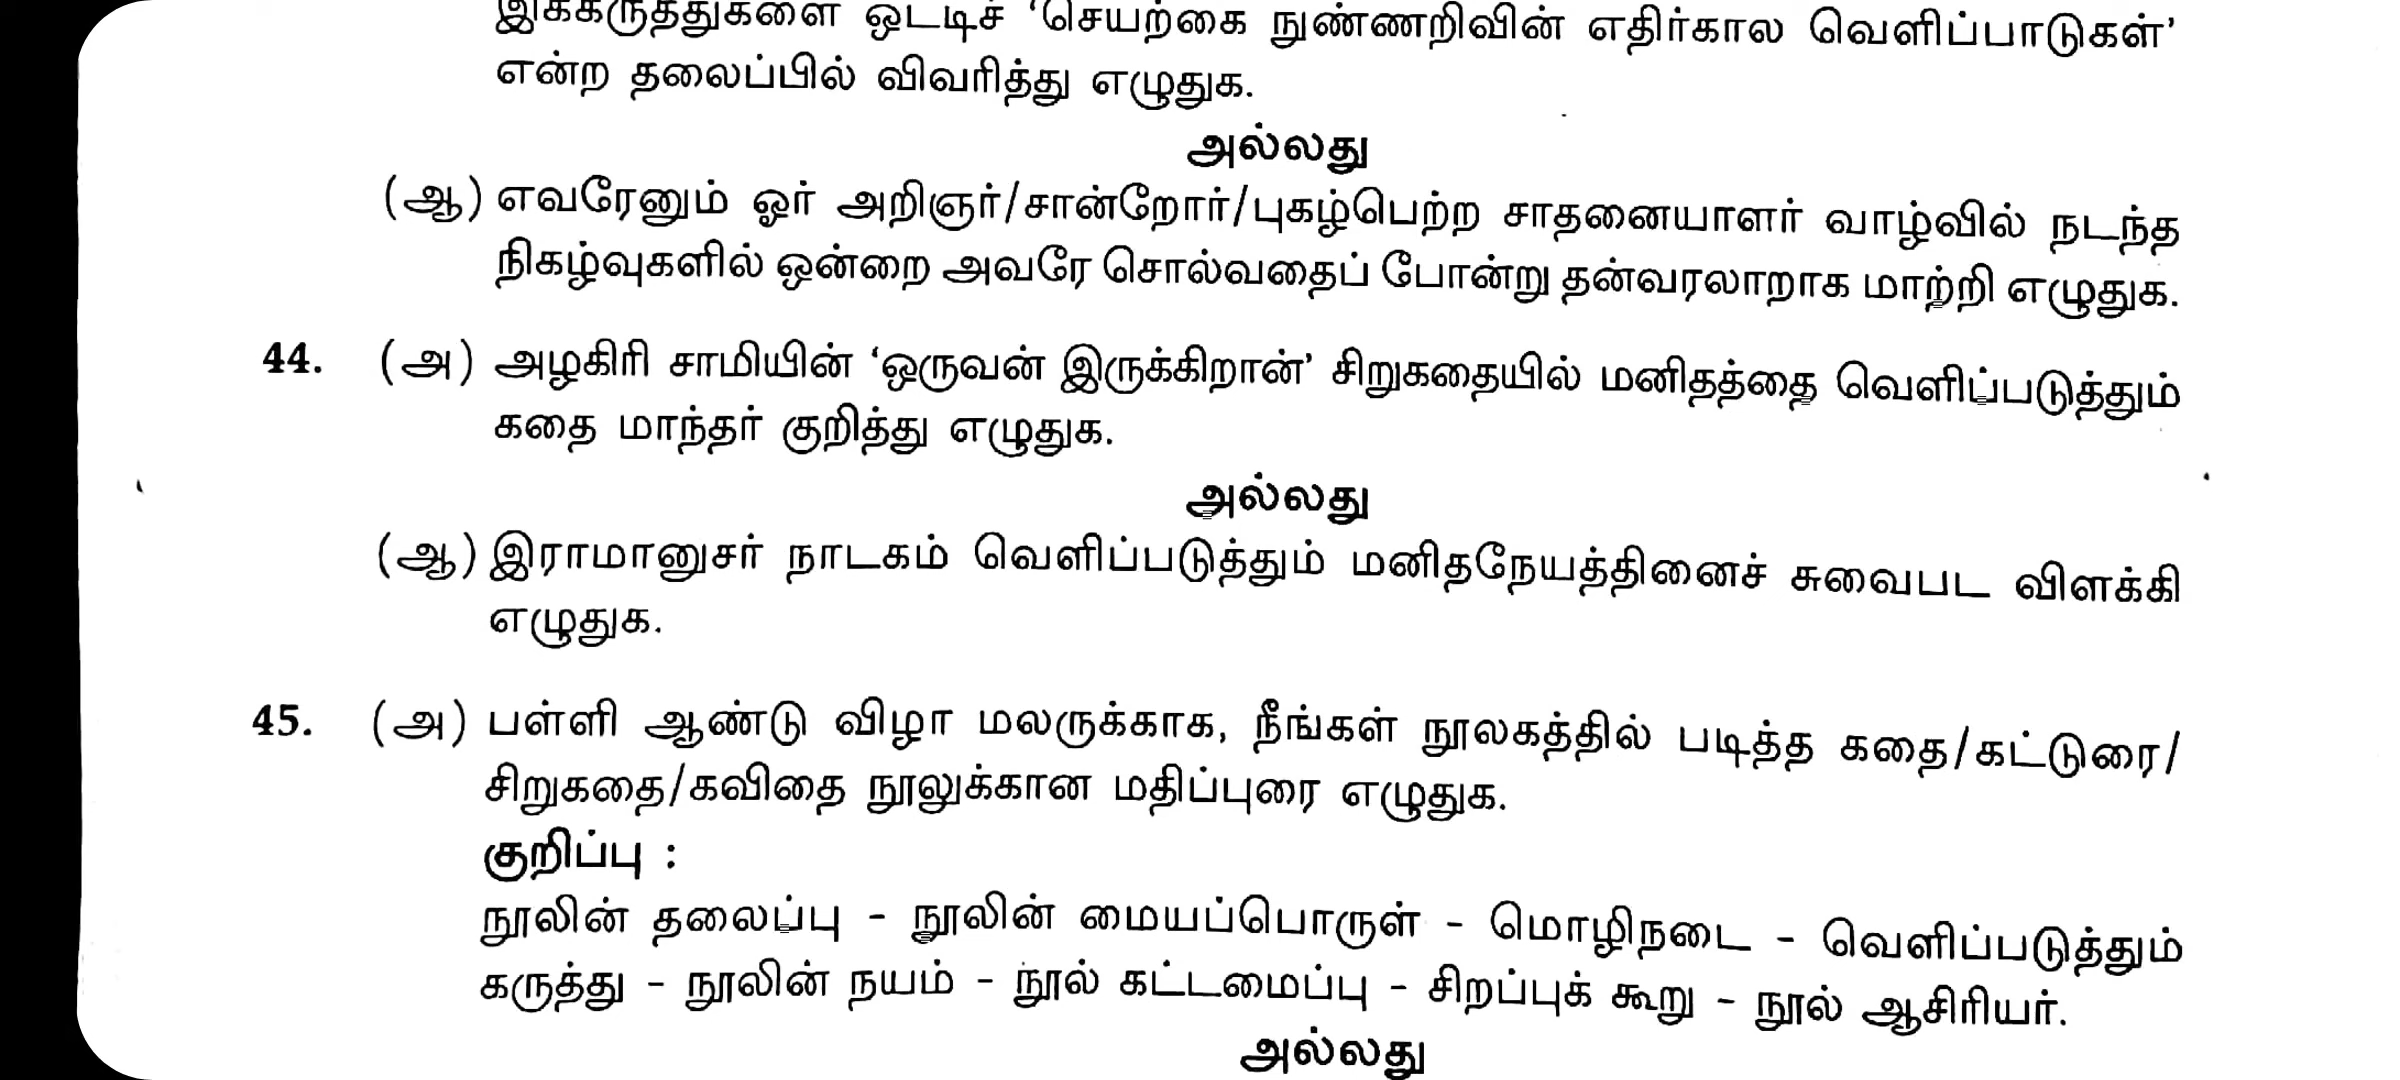 இக்கருத்துகளை ஒட்டிச் ‘செயற்கை நுண்ணறிவின் எதிர்கால வெளிப்பாடுகள்’
என்ற தலைப்பில் விவரித்து எழுதுக.
அல்லது
(ஆ) எவரேனும் ஓர் அறிஞர்/சான்றோர்/புகழ்பெற்ற சாதனையாளர் வாழ்வில் நடந்த
நிகழ்வுகளில் ஒன்றை அவரே சொல்வதைப் போன்று தன்வரலாறாக மாற்றி எழுதுக.
44. (அ) அழகிரி சாமியின் ‘ஒருவன் இருக்கிறான்’ சிறுகதையில் மனிதத்தை வெளிப்படுத்தும்
கதை மாந்தர் குறித்து எழுதுக.
அல்லது
(ஆ) இராமானுசர் நாடகம் வெளிப்படுத்தும் மனிதநேயத்தினைச் சுவைபட விளக்கி
எழுதுக.
45. (அ) பள்ளி ஆண்டு விழா மலருக்காக, நீங்கள் நூலகத்தில் படித்த கதை/கட்டுரை/
சிறுகதை/கவிதை நூலுக்கான மதிப்புரை எழுதுக.
குறிப்பு :
நூலின் தலைப்பு - நூலின் மையப்பொருள் - மொழிநடை - வெளிப்படுத்தும்
கருத்து - நூலின் நயம் - நூல் கட்டமைப்பு - சிறப்புக் கூறு - நூல் ஆசிரியர்.
அல்லது